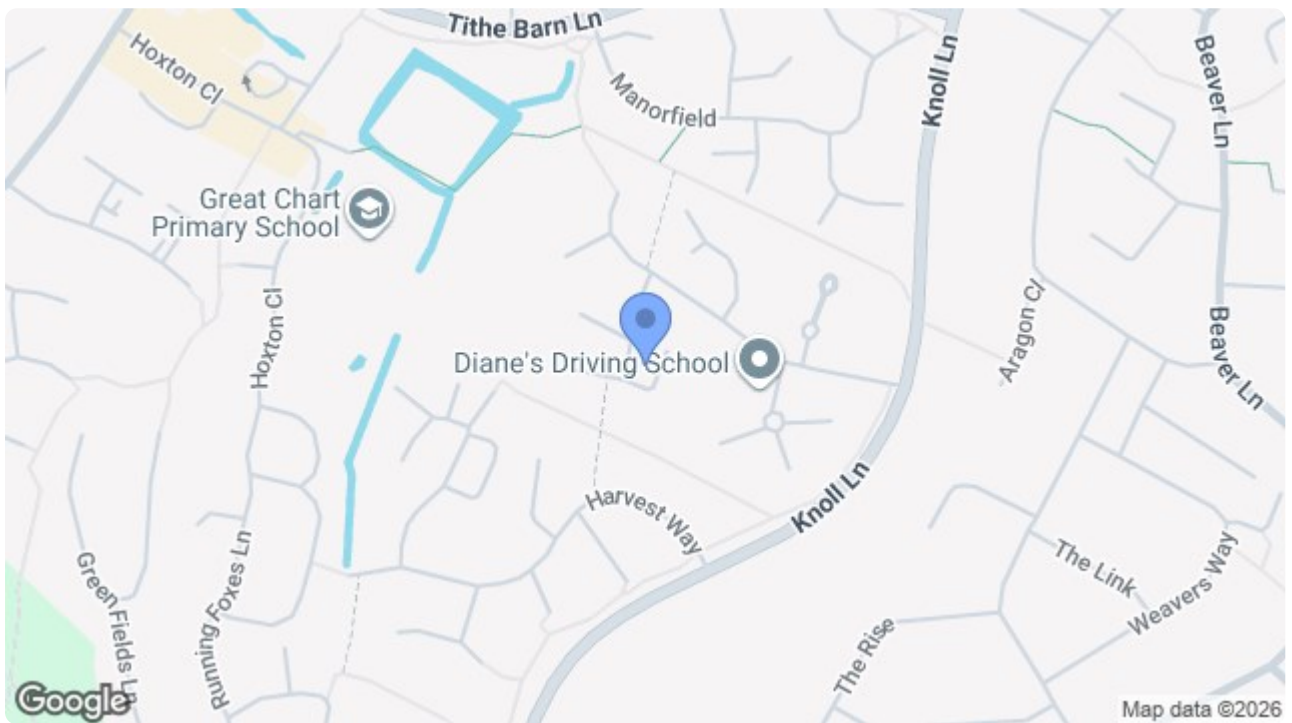 Tithe Barn Ln
Hoxton Cl
Manorfield
Knoll Ln
Beaver Ln
Great Chart
Primary School
Hoxton Cl
Aragon Cl
Beaver Ln
Diane's Driving School
Harvest Way
Knoll Ln
The Link
Weavers Way
Green Fields Ln
Running Foxes Ln
The Rise
Google
Map data ©2026